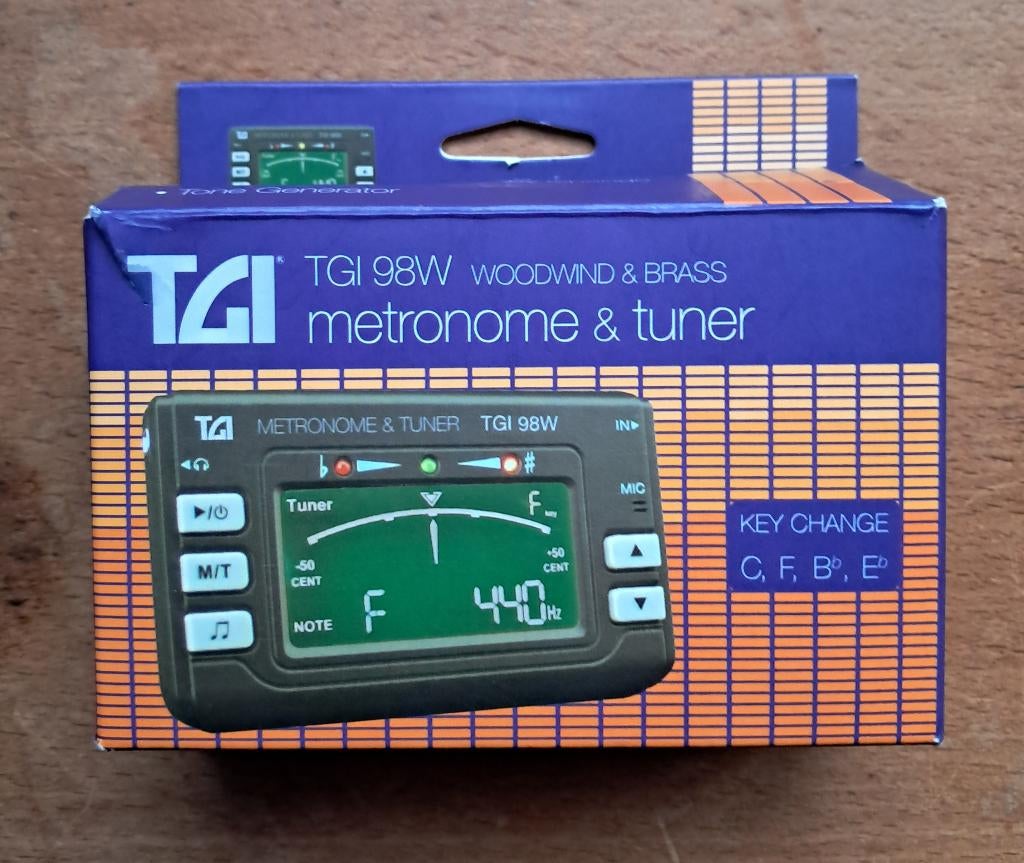 • Tone Generator
TGI®
TGI 98W WOODWIND & BRASS
metronome & tuner
TGI METRONOME & TUNER TGI 98W IN▶
◀🎧
♭ ♯
MIC
▶/⏻
Tuner
F KEY
-50
CENT
+50
CENT
M/T
▲
NOTE F 440Hz
▼
♫
KEY CHANGE
C, F, B♭, E♭